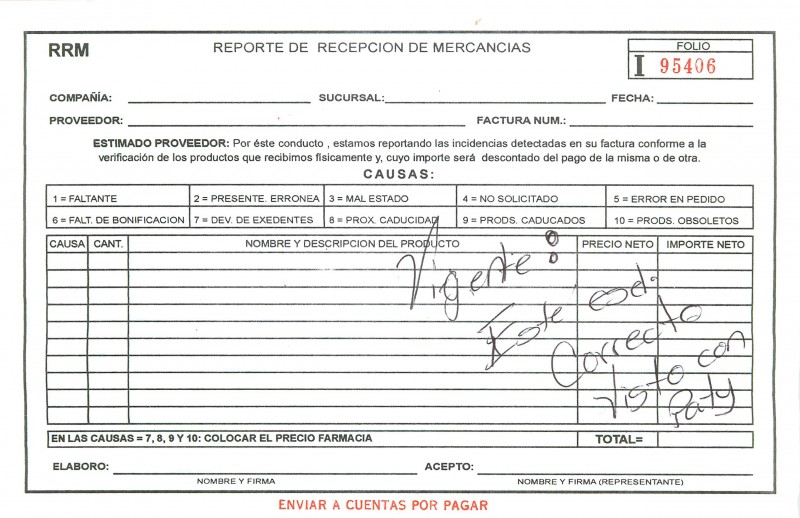 RRM
REPORTE DE RECEPCION DE MERCANCIAS
FOLIO
I 95406
COMPAÑÍA: SUCURSAL: FECHA:
PROVEEDOR: FACTURA NUM.:
ESTIMADO PROVEEDOR: Por éste conducto , estamos reportando las incidencias detectadas en su factura conforme a la
verificación de los productos que recibimos físicamente y, cuyo importe será descontado del pago de la misma o de otra.
CAUSAS:
1 = FALTANTE 2 = PRESENTE. ERRONEA 3 = MAL ESTADO 4 = NO SOLICITADO 5 = ERROR EN PEDIDO
6 = FALT. DE BONIFICACION 7 = DEV. DE EXEDENTES 8 = PROX. CADUCIDAD 9 = PRODS. CADUCADOS 10 = PRODS. OBSOLETOS
CAUSA CANT. NOMBRE Y DESCRIPCION DEL PRODUCTO PRECIO NETO IMPORTE NETO
Vigente:
Este cod.
Correcto
Visto con
Paty
EN LAS CAUSAS = 7, 8, 9 Y 10: COLOCAR EL PRECIO FARMACIA TOTAL=
ELABORO: ACEPTO:
NOMBRE Y FIRMA NOMBRE Y FIRMA (REPRESENTANTE)
ENVIAR A CUENTAS POR PAGAR